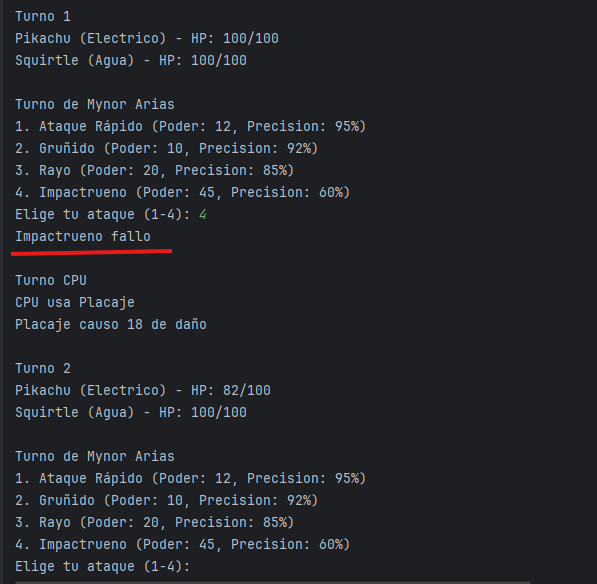 Turno 1
Pikachu (Electrico) - HP: 100/100
Squirtle (Agua) - HP: 100/100
Turno de Mynor Arias
1. Ataque Rápido (Poder: 12, Precision: 95%)
2. Gruñido (Poder: 10, Precision: 92%)
3. Rayo (Poder: 20, Precision: 85%)
4. Impactrueno (Poder: 45, Precision: 60%)
Elige tu ataque (1-4): 4
Impactrueno fallo
Turno CPU
CPU usa Placaje
Placaje causo 18 de daño
Turno 2
Pikachu (Electrico) - HP: 82/100
Squirtle (Agua) - HP: 100/100
Turno de Mynor Arias
1. Ataque Rápido (Poder: 12, Precision: 95%)
2. Gruñido (Poder: 10, Precision: 92%)
3. Rayo (Poder: 20, Precision: 85%)
4. Impactrueno (Poder: 45, Precision: 60%)
Elige tu ataque (1-4):